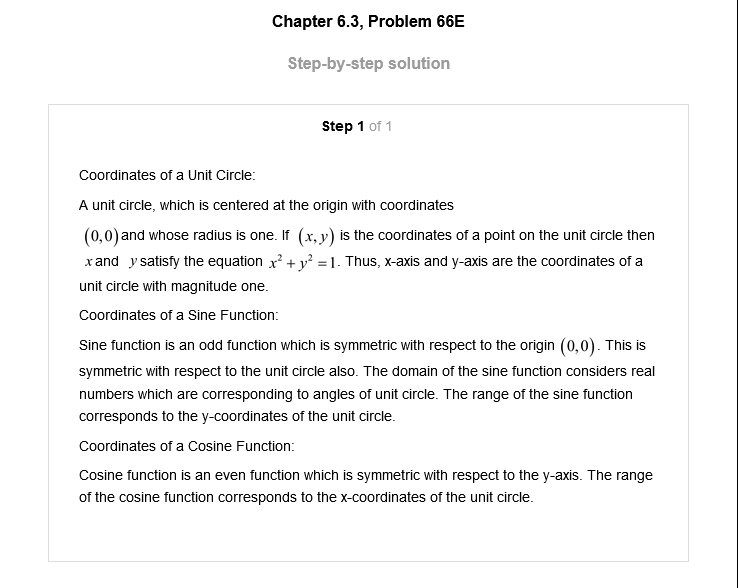 Chapter 6.3, Problem 66E
Step-by-step solution
Step 1 of 1
Coordinates of a Unit Circle:
A unit circle, which is centered at the origin with coordinates
(0,0) and whose radius is one. If (x, y) is the coordinates of a point on the unit circle then
x and y satisfy the equation x² + y² = 1. Thus, x-axis and y-axis are the coordinates of a
unit circle with magnitude one.
Coordinates of a Sine Function:
Sine function is an odd function which is symmetric with respect to the origin (0,0). This is
symmetric with respect to the unit circle also. The domain of the sine function considers real
numbers which are corresponding to angles of unit circle. The range of the sine function
corresponds to the y-coordinates of the unit circle.
Coordinates of a Cosine Function:
Cosine function is an even function which is symmetric with respect to the y-axis. The range
of the cosine function corresponds to the x-coordinates of the unit circle.